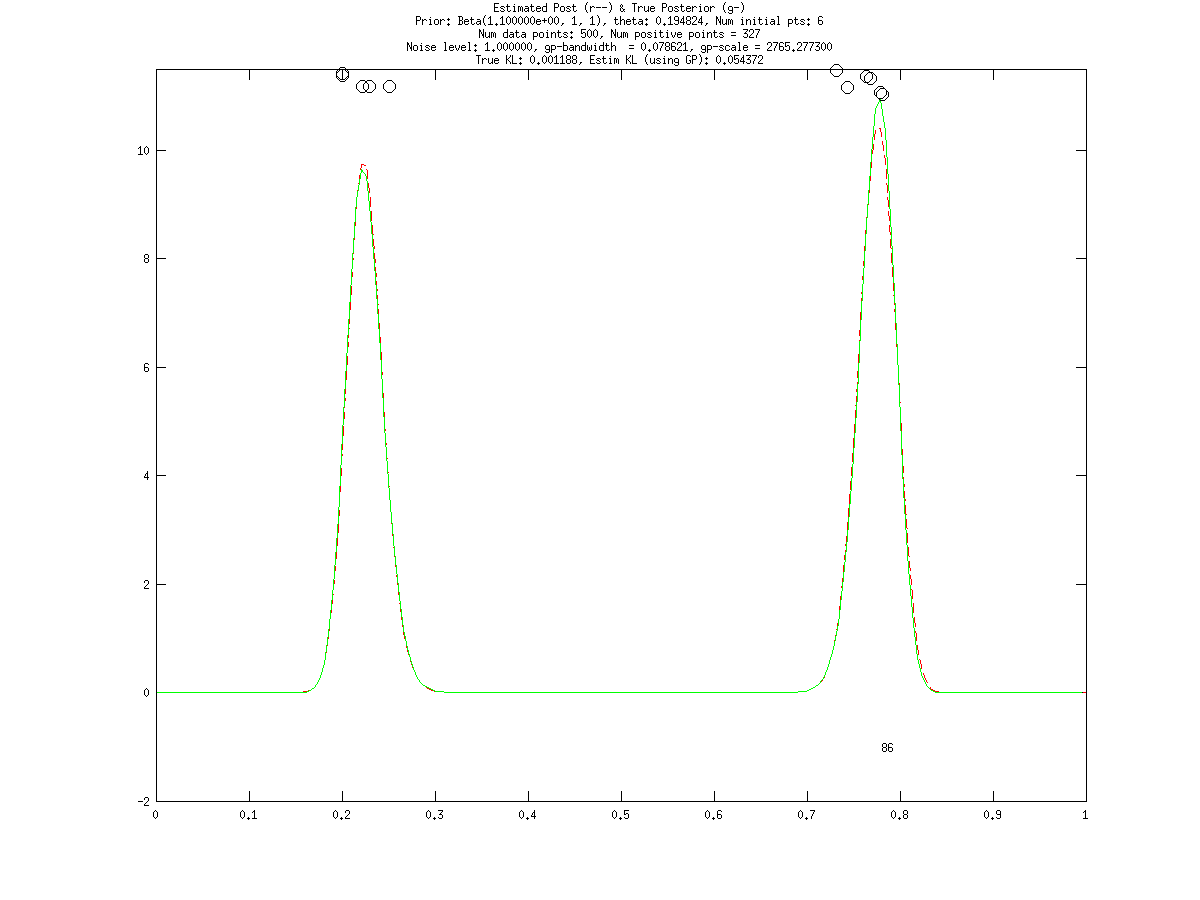 Estimated Post (r--) & True Posterior (g-)
Prior: Beta(1.100000e+00, 1, 1), theta: 0.194824, Num initial pts: 6
Num data points: 500, Num positive points = 327
Noise level: 1.000000, gp-bandwidth  = 0.078621, gp-scale = 2765.277300
True KL: 0.001188, Estim KL (using GP): 0.054372
10
8
6
4
2
0
86
-2
0 0.1 0.2 0.3 0.4 0.5 0.6 0.7 0.8 0.9 1